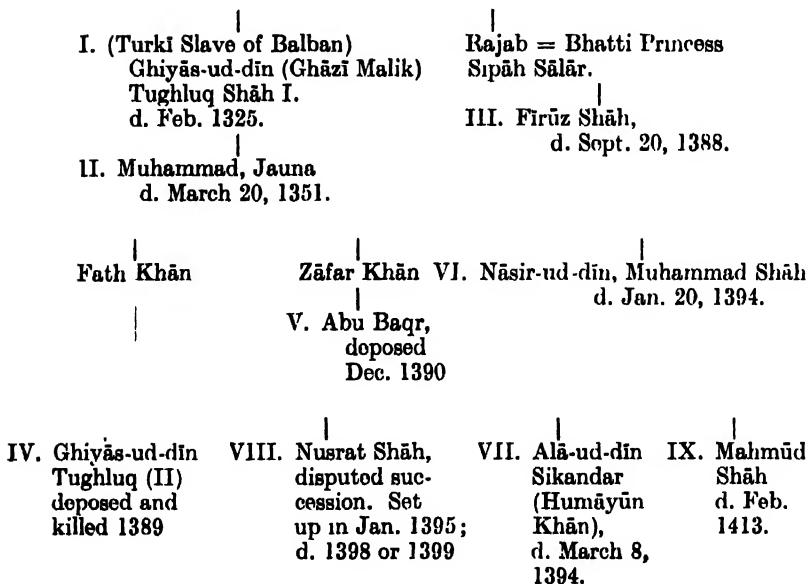 I. (Turkī Slave of Balban)
Ghiyās-ud-dīn (Ghāzī Malik)
Tughluq Shāh I.
d. Feb. 1325.
Rajab = Bhatti Princess
Sipāh Sālār.
III. Fīrūz Shāh,
d. Sept. 20, 1388.
II. Muhammad, Jauna
d. March 20, 1351.
Fath Khān
Zāfar Khān
VI. Nāsir-ud-dīn, Muhammad Shāh
d. Jan. 20, 1394.
V. Abu Baqr,
deposed
Dec. 1390
IV. Ghiyās-ud-dīn
Tughluq (II)
deposed and
killed 1389
VIII. Nusrat Shāh,
disputed suc-
cession. Set
up in Jan. 1395;
d. 1398 or 1399
VII. Alā-ud-dīn
Sikandar
(Humāyūn
Khān),
d. March 8,
1394.
IX. Mahmūd
Shāh
d. Feb.
1413.